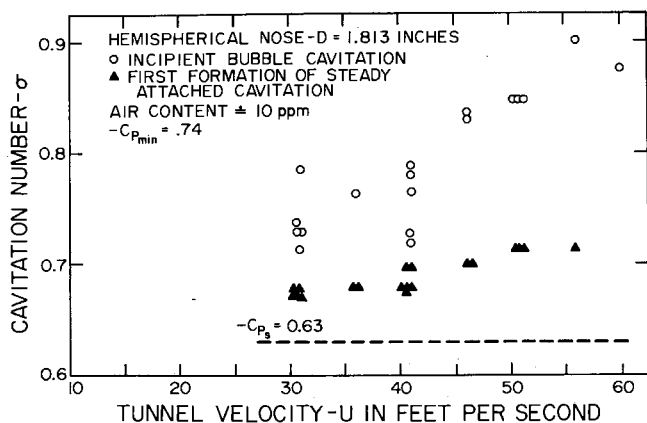 0.9
0.8
0.7
0.6
CAVITATION NUMBER-σ
HEMISPHERICAL NOSE-D = 1.813 INCHES
○ INCIPIENT BUBBLE CAVITATION
▲ FIRST FORMATION OF STEADY
ATTACHED CAVITATION
AIR CONTENT ≐ 10 ppm
-CPmin = .74
-CPs = 0.63
10 20 30 40 50 60
TUNNEL VELOCITY-U IN FEET PER SECOND